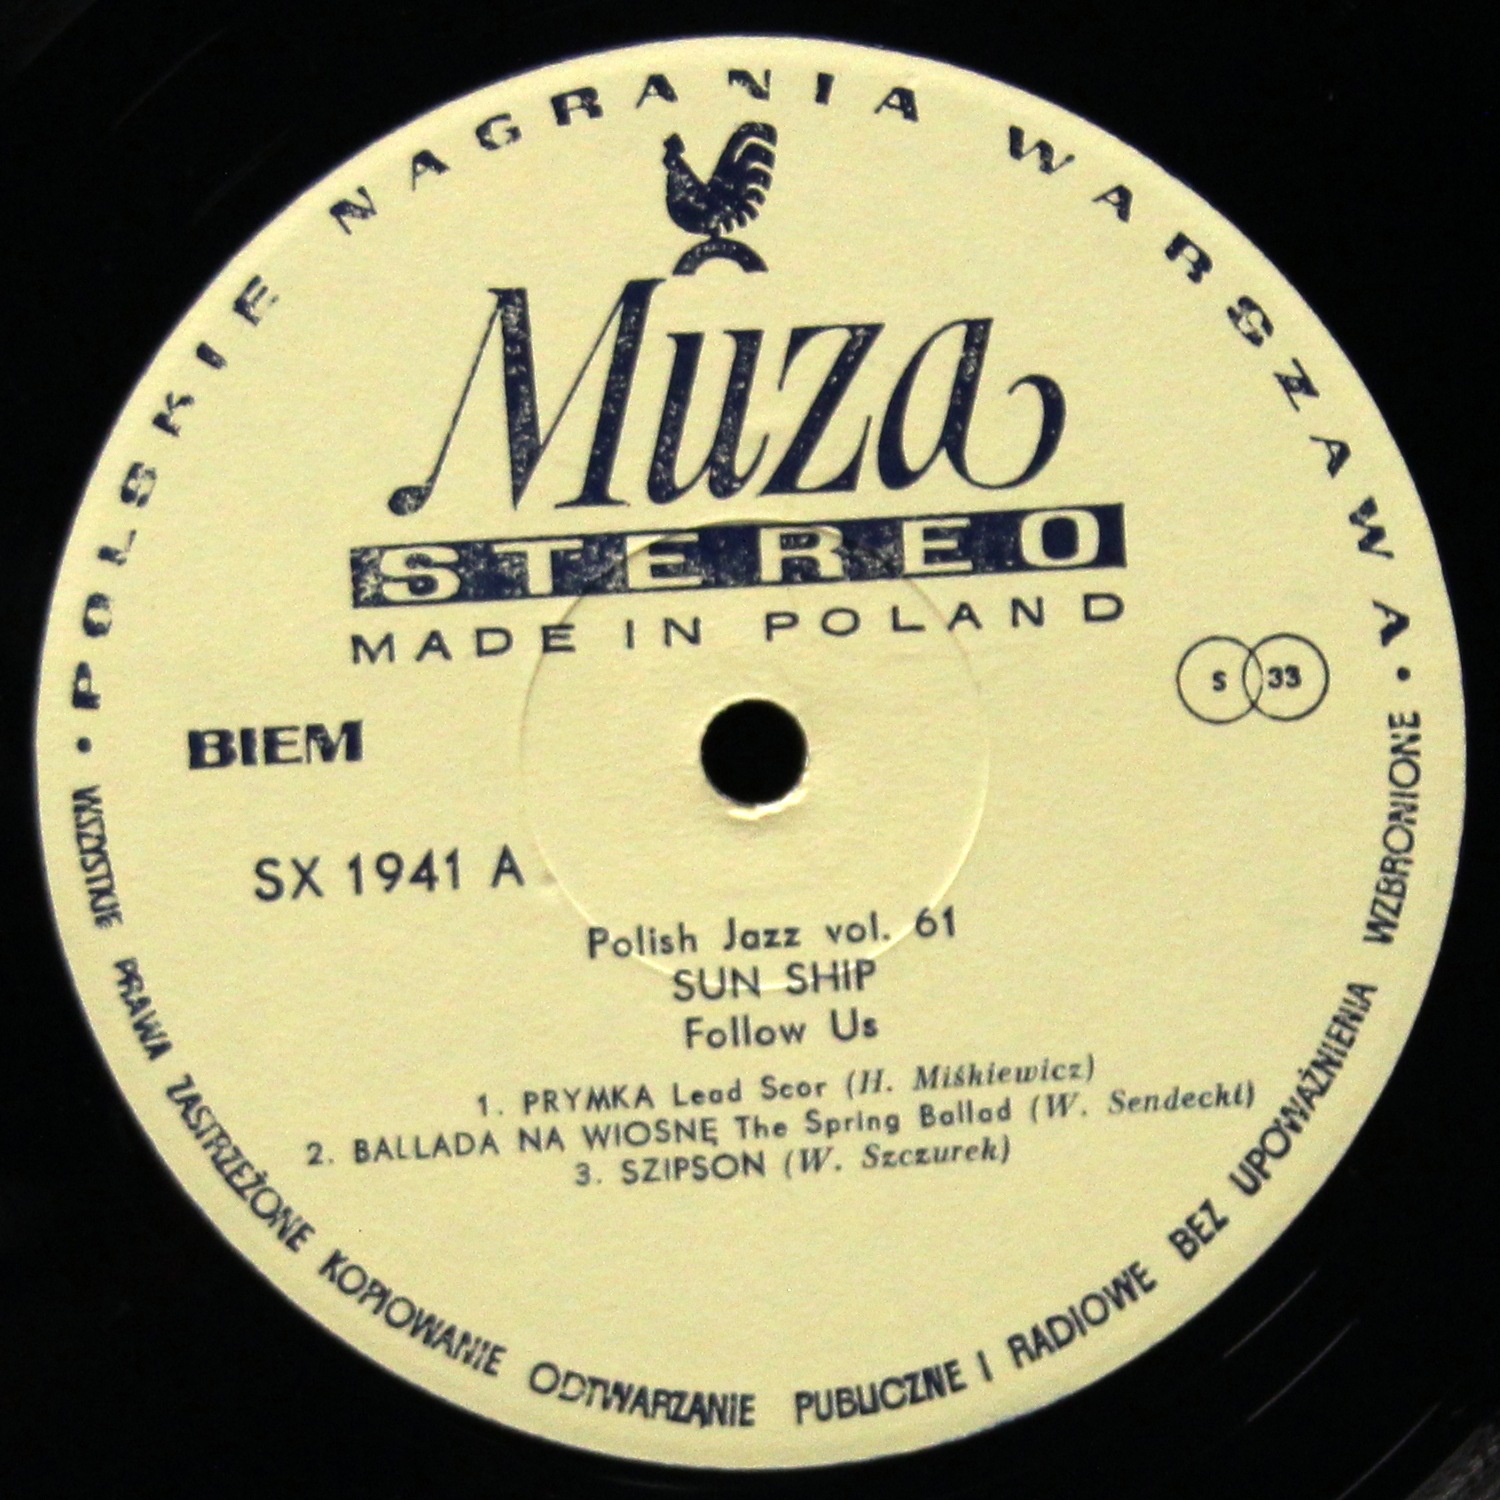 POLSKIE NAGRANIA WARSZAWA
Muza
STEREO
MADE IN POLAND
S 33
BIEM
SX 1941 A
Polish Jazz vol. 61
SUN SHIP
Follow Us
1. PRYMKA Lead Scor (H. Miśkiewicz)
2. BALLADA NA WIOSNĘ The Spring Ballad (W. Sendecki)
3. SZIPSON (W. Szczurek)
• WSZYSTKIE PRAWA ZASTRZEŻONE KOPIOWANIE ODTWARZANIE PUBLICZNE I RADIOWE BEZ UPOWAŻNIENIA WZBRONIONE •